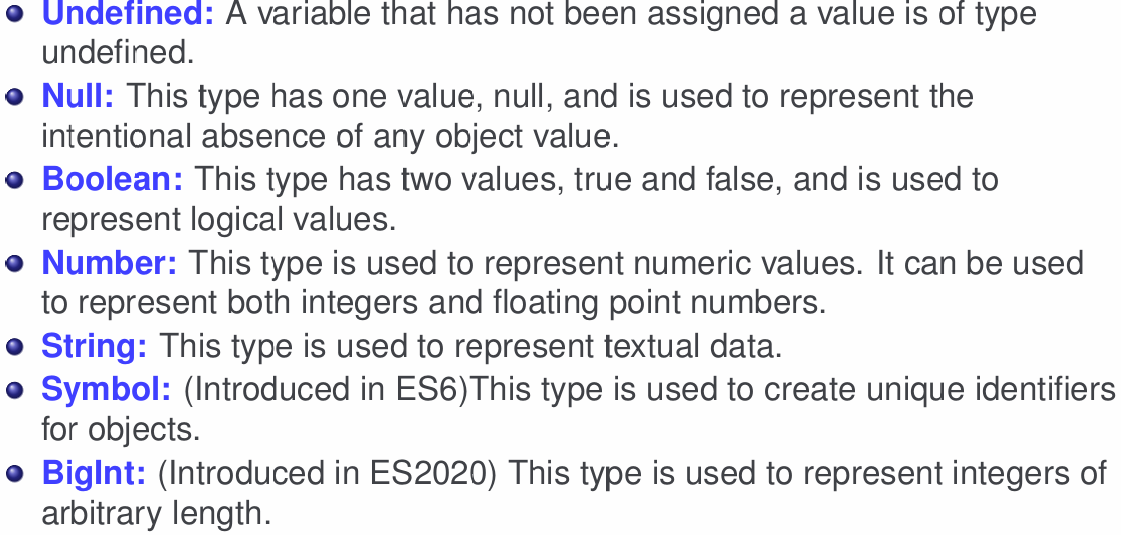 Undefined: A variable that has not been assigned a value is of type
undefined.
Null: This type has one value, null, and is used to represent the
intentional absence of any object value.
Boolean: This type has two values, true and false, and is used to
represent logical values.
Number: This type is used to represent numeric values. It can be used
to represent both integers and floating point numbers.
String: This type is used to represent textual data.
Symbol: (Introduced in ES6)This type is used to create unique identifiers
for objects.
BigInt: (Introduced in ES2020) This type is used to represent integers of
arbitrary length.